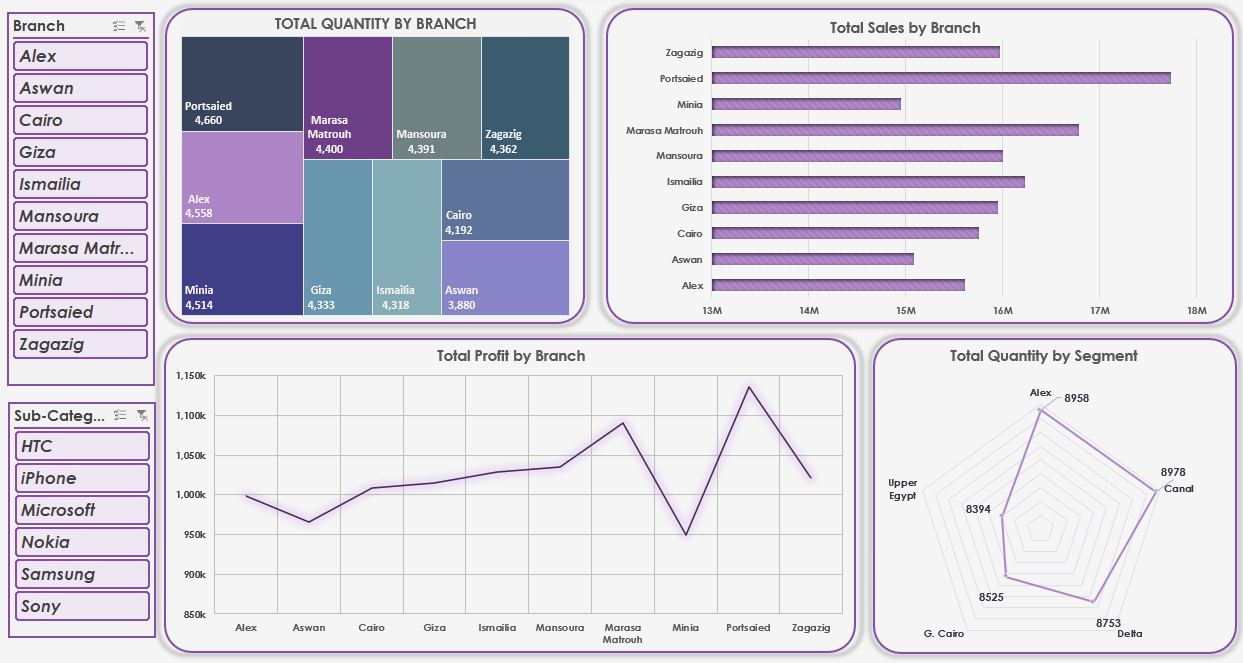 Branch
Alex
Aswan
Cairo
Giza
Ismailia
Mansoura
Marasa Matr...
Minia
Portsaied
Zagazig
Sub-Categ...
HTC
iPhone
Microsoft
Nokia
Samsung
Sony
TOTAL QUANTITY BY BRANCH
Portsaied
4,660
Alex
4,558
Minia
4,514
Marasa
Matrouh
4,400
Mansoura
4,391
Zagazig
4,362
Giza
4,333
Ismailia
4,318
Cairo
4,192
Aswan
3,880
Total Sales by Branch
Zagazig
Portsaied
Minia
Marasa Matrouh
Mansoura
Ismailia
Giza
Cairo
Aswan
Alex
13M 14M 15M 16M 17M 18M
Total Profit by Branch
1,150k
1,100k
1,050k
1,000k
950k
900k
850k
Alex Aswan Cairo Giza Ismailia Mansoura Marasa Minia Portsaied Zagazig
Matrouh
Total Quantity by Segment
Alex
8958
8978
Canal
Upper
Egypt
8394
8525
8753
G. Cairo
Delta